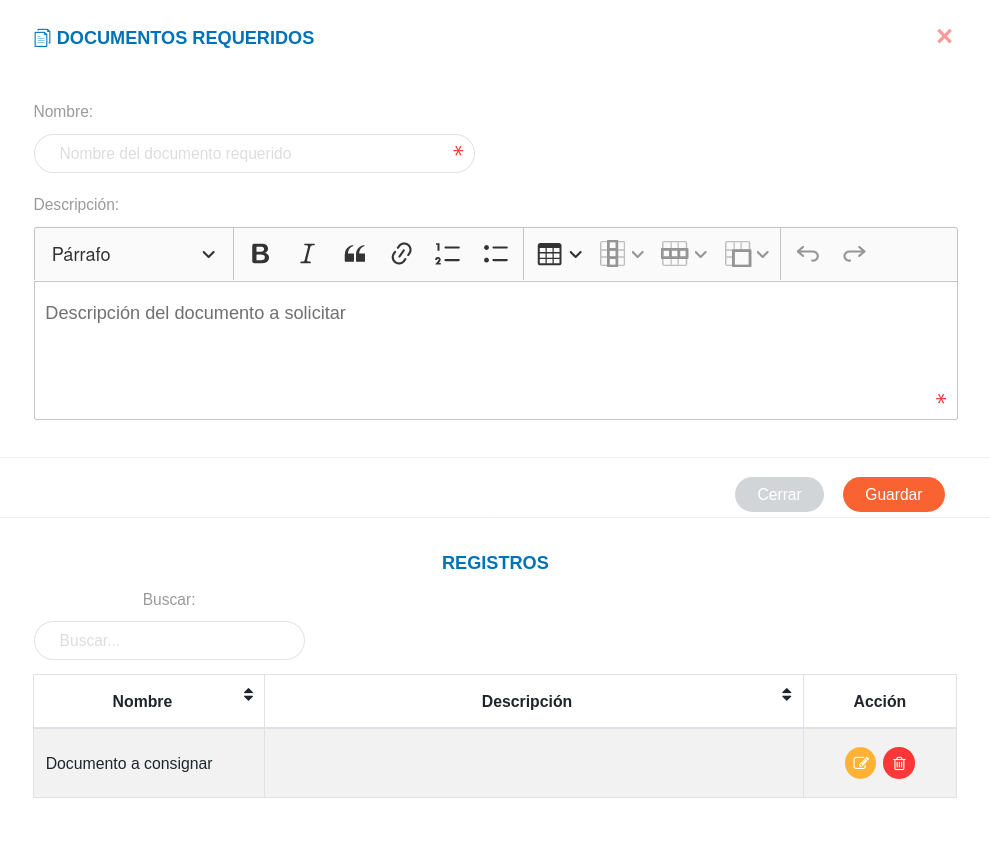 DOCUMENTOS REQUERIDOS
Nombre:
Nombre del documento requerido
Descripción:
Párrafo
Descripción del documento a solicitar
Cerrar Guardar
REGISTROS
Buscar:
Buscar...
Nombre Descripción Acción
Documento a consignar